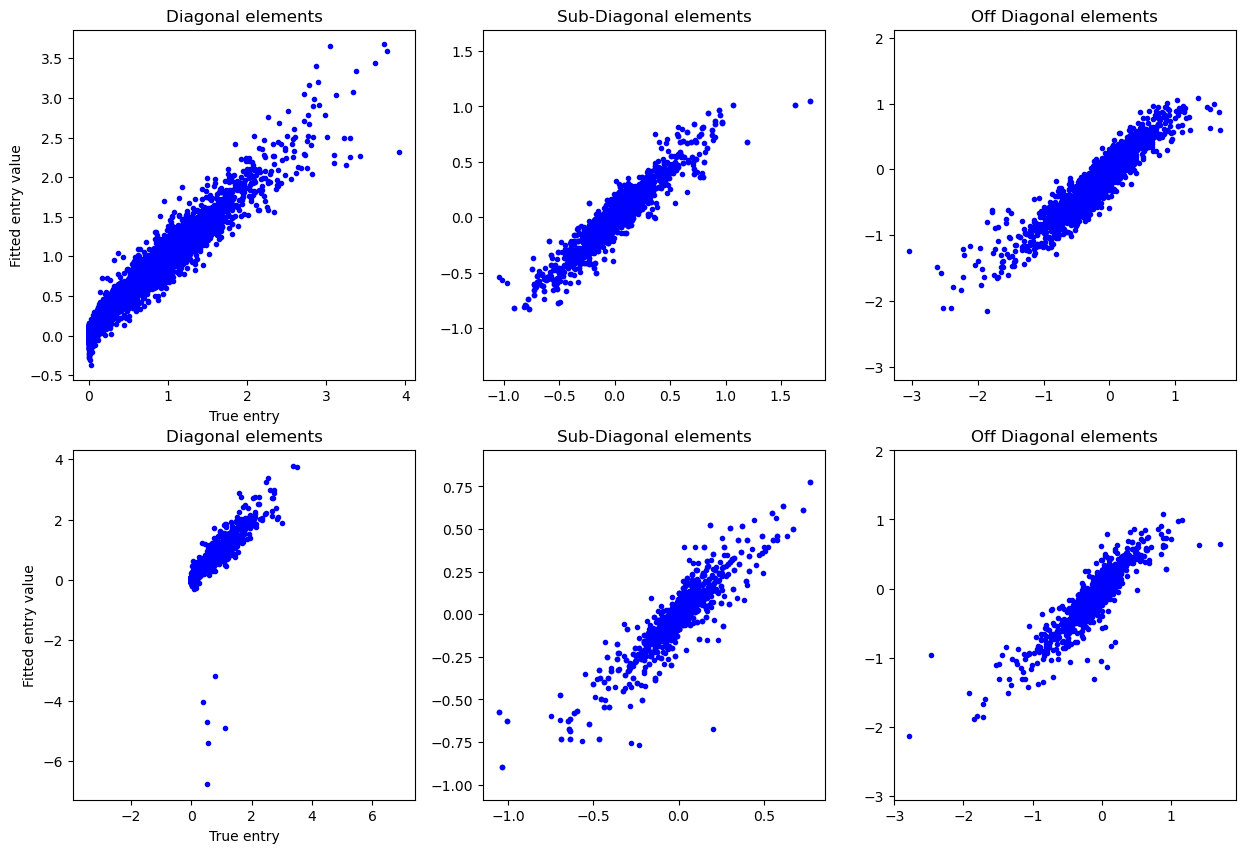 Diagonal elements
Sub-Diagonal elements
Off Diagonal elements
Fitted entry value
3.5
3.0
2.5
2.0
1.5
1.0
0.5
0.0
−0.5
0 1 2 3 4
True entry
1.5
1.0
0.5
0.0
−0.5
−1.0
−1.0 −0.5 0.0 0.5 1.0 1.5
2
1
0
−1
−2
−3
−3 −2 −1 0 1
Diagonal elements
Sub-Diagonal elements
Off Diagonal elements
Fitted entry value
4
2
0
−2
−4
−6
−2 0 2 4 6
True entry
0.75
0.50
0.25
0.00
−0.25
−0.50
−0.75
−1.00
−1.0 −0.5 0.0 0.5
2
1
0
−1
−2
−3
−3 −2 −1 0 1